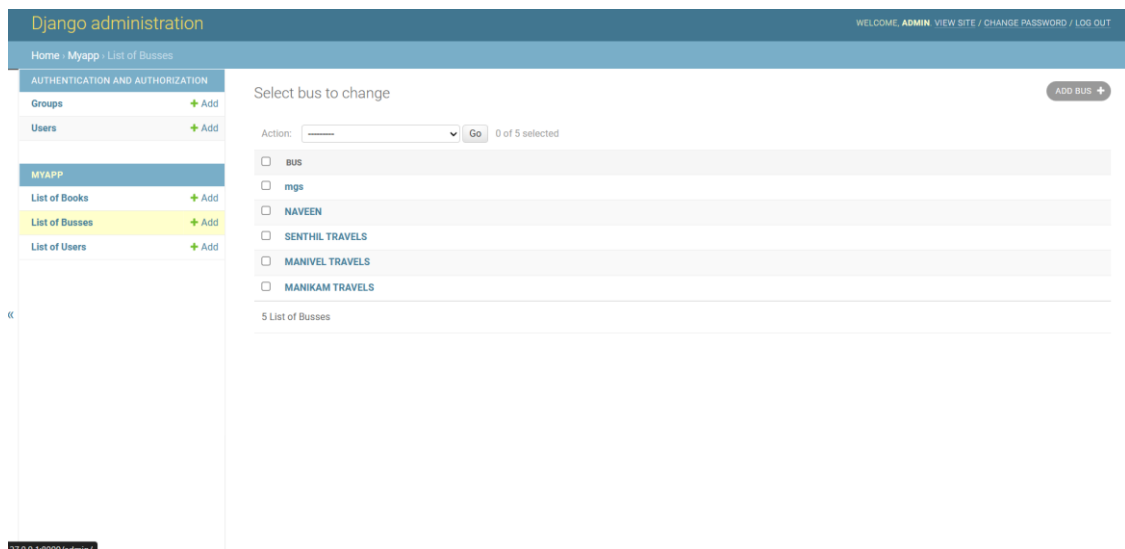 Django administration
WELCOME, ADMIN. VIEW SITE / CHANGE PASSWORD / LOG OUT
Home › Myapp › List of Busses
AUTHENTICATION AND AUTHORIZATION
Groups + Add
Users + Add
MYAPP
List of Books + Add
List of Busses + Add
List of Users + Add
«
Select bus to change
ADD BUS +
Action: --------- Go 0 of 5 selected
BUS
mgs
NAVEEN
SENTHIL TRAVELS
MANIVEL TRAVELS
MANIKAM TRAVELS
5 List of Busses